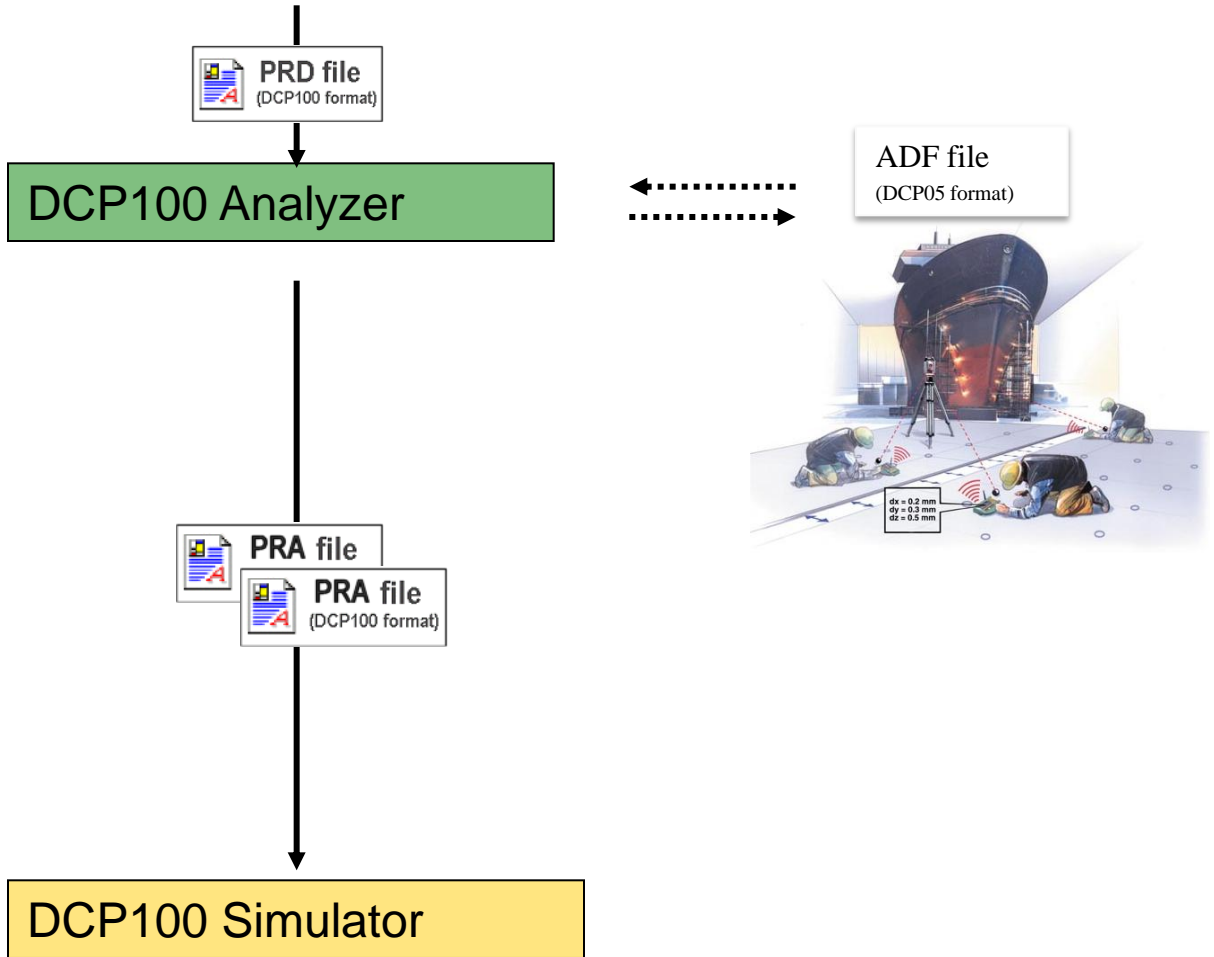 PRD file
(DCP100 format)
DCP100 Analyzer
ADF file
(DCP05 format)
dx = 0.2 mm
dy = 0.3 mm
dz = 0.5 mm
PRA file
PRA file
(DCP100 format)
DCP100 Simulator